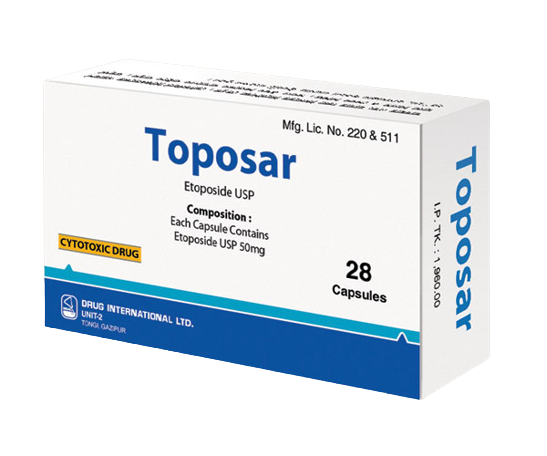 Mfg. Lic. No. 220 & 511
Toposar
Etoposide USP
Composition :
Each Capsule Contains
Etoposide USP 50mg
CYTOTOXIC DRUG
28
Capsules
DRUG INTERNATIONAL LTD.
UNIT-2
TONGI, GAZIPUR
Toposar
I.P. TK. : 1,960.00